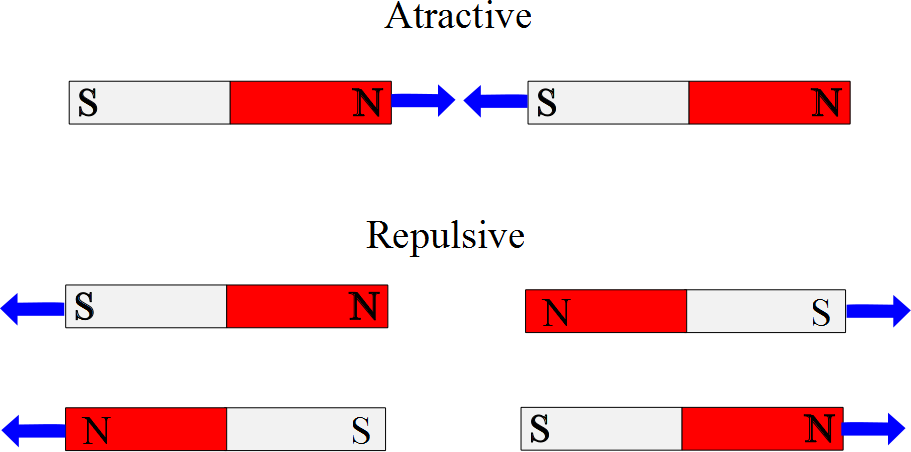 Atractive
S N S N
Repulsive
S N N S
N S S N